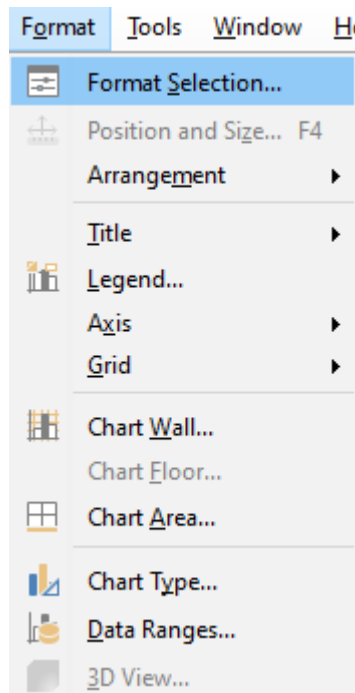 Format Tools Window
Format Selection...
Position and Size... F4
Arrangement
Title
Legend...
Axis
Grid
Chart Wall...
Chart Floor...
Chart Area...
Chart Type...
Data Ranges...
3D View...